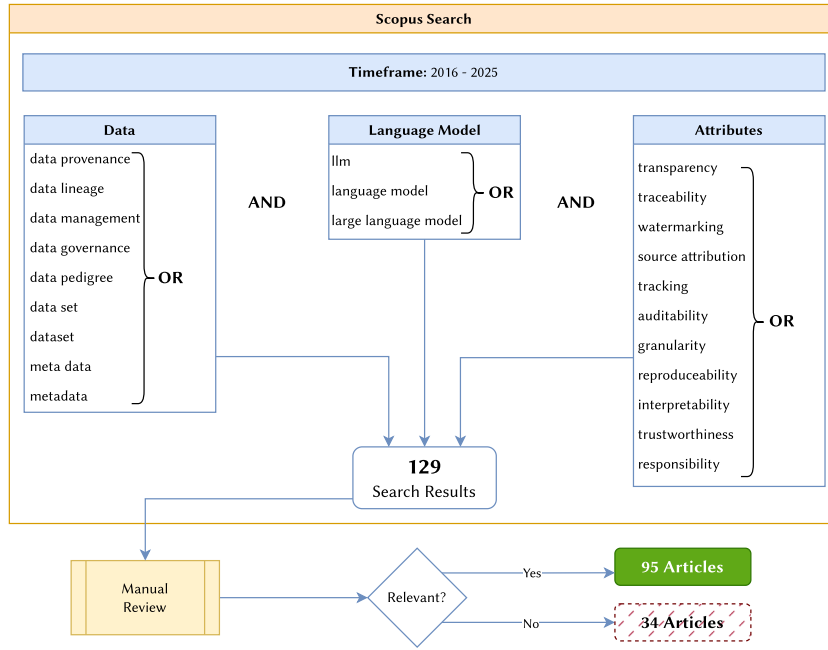 Scopus Search
Timeframe: 2016 - 2025
Data
data provenance
data lineage
data management
data governance
data pedigree
data set
dataset
meta data
metadata
OR
AND
Language Model
llm
language model
large language model
OR
AND
Attributes
transparency
traceability
watermarking
source attribution
tracking
auditability
granularity
reproduceability
interpretability
trustworthiness
responsibility
OR
129
Search Results
Manual
Review
Relevant?
Yes
95 Articles
No
34 Articles